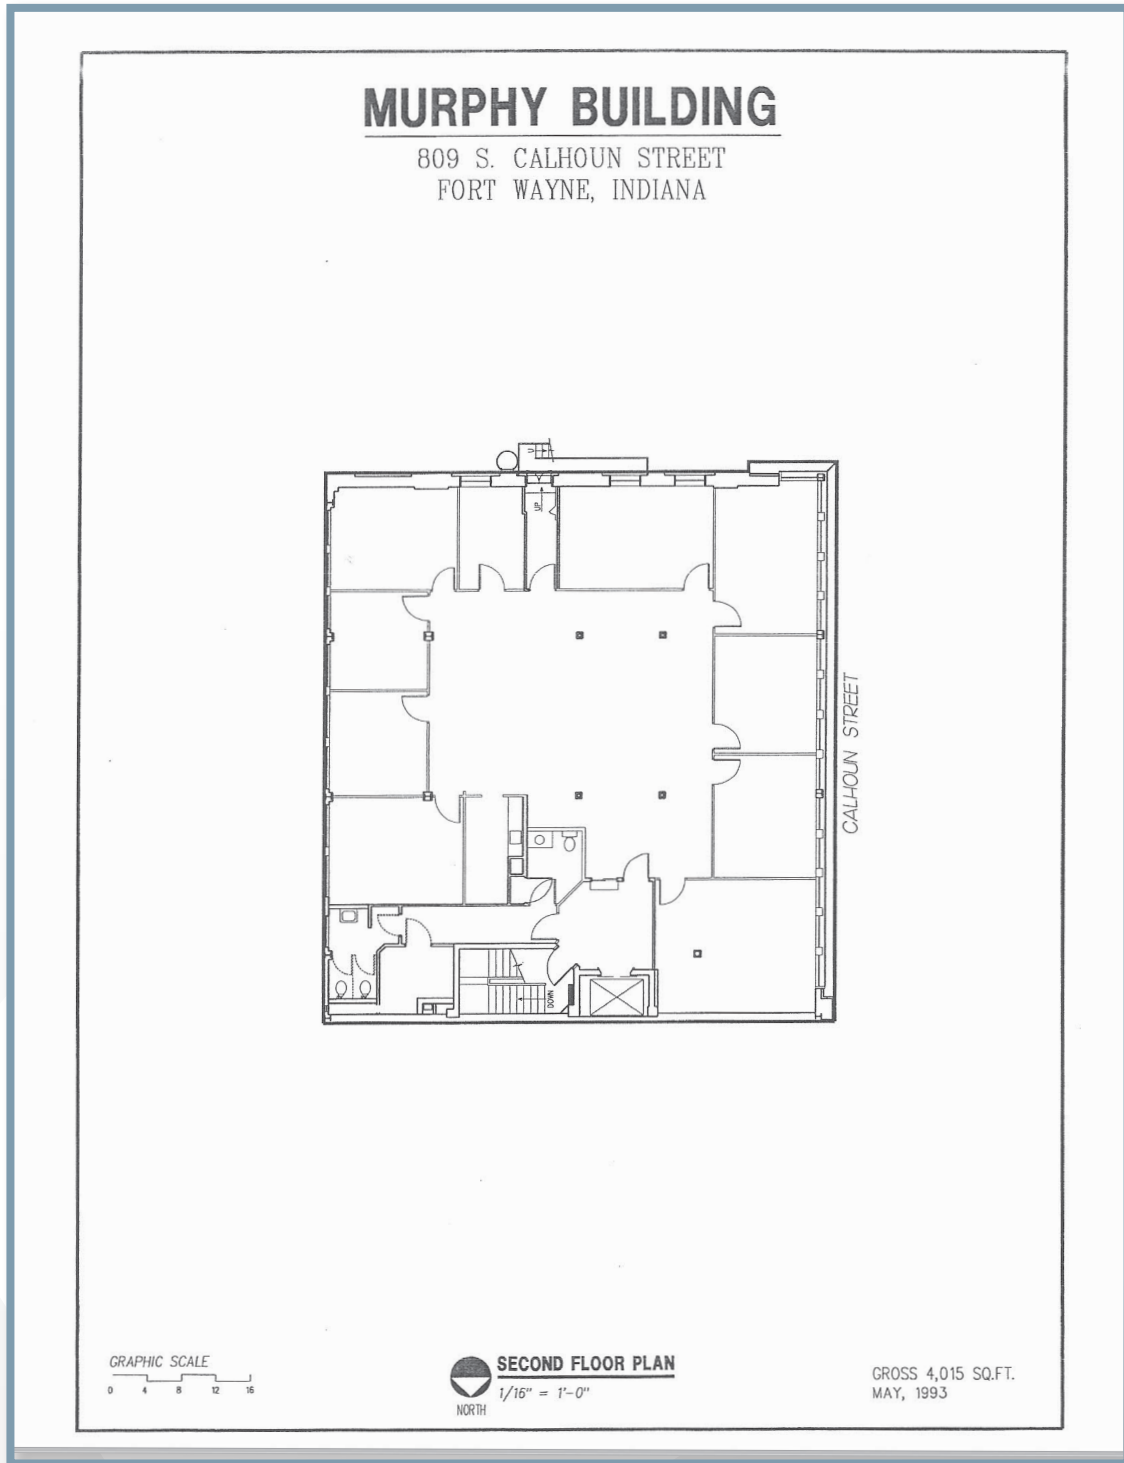 MURPHY BUILDING
809 S. CALHOUN STREET
FORT WAYNE, INDIANA
U
UP
CALHOUN STREET
DOWN
GRAPHIC SCALE
0 4 8 12 16
SECOND FLOOR PLAN
1/16" = 1'-0"
NORTH
GROSS 4,015 SQ.FT.
MAY, 1993